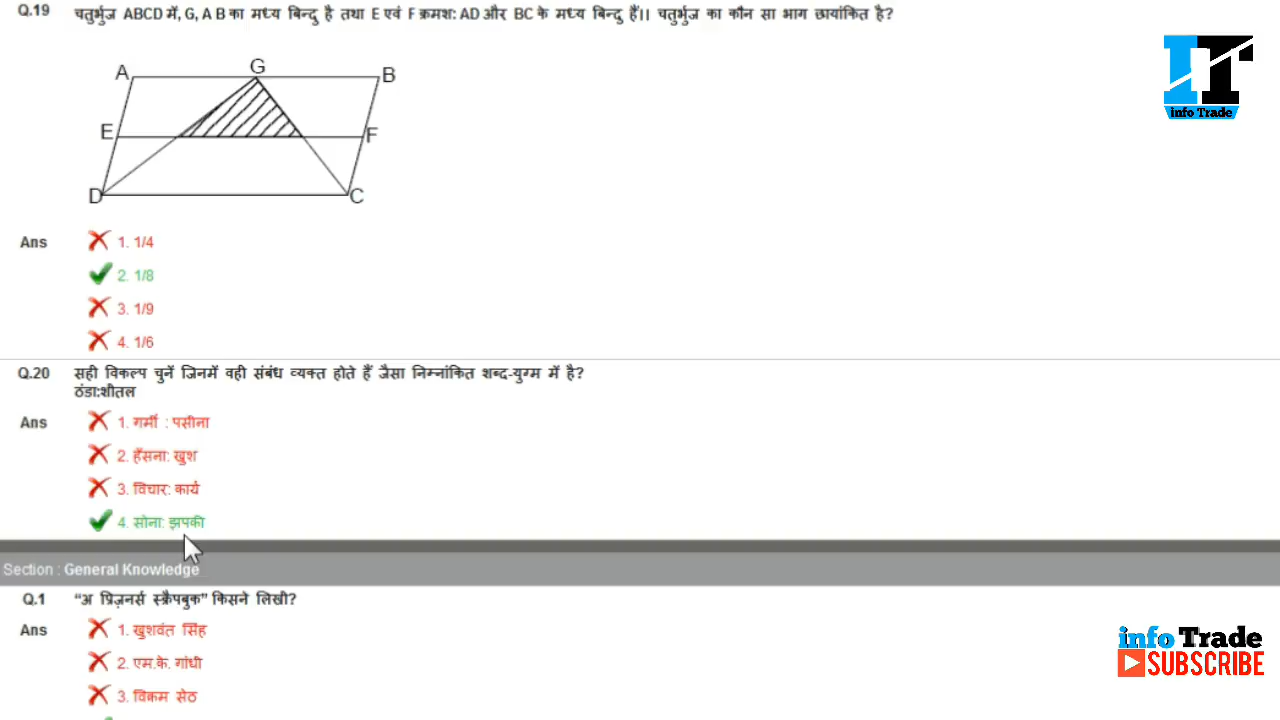 Q.19 चतुर्भुज ABCD में, G, A B का मध्य बिन्दु है तथा E एवं F क्रमश: AD और BC के मध्य बिन्दु हैं।। चतुर्भुज का कौन सा भाग छायांकित है?
IT
info Trade
A G B
E F
D C
Ans 1. 1/4
2. 1/8
3. 1/9
4. 1/6
Q.20 सही विकल्प चुनें जिनमें वही संबंध व्यक्त होते हैं जैसा निम्नांकित शब्द-युग्म में है?
ठंडा:शीतल
Ans 1. गर्मी : पसीना
2. हँसना: खुश
3. विचार: कार्य
4. सोना: झपकी
Section : General Knowledge
Q.1 “अ प्रिज़नर्स स्क्रैपबुक” किसने लिखी?
Ans 1. खुशवंत सिंह
2. एम.के. गांधी
3. विक्रम सेठ
info Trade
SUBSCRIBE